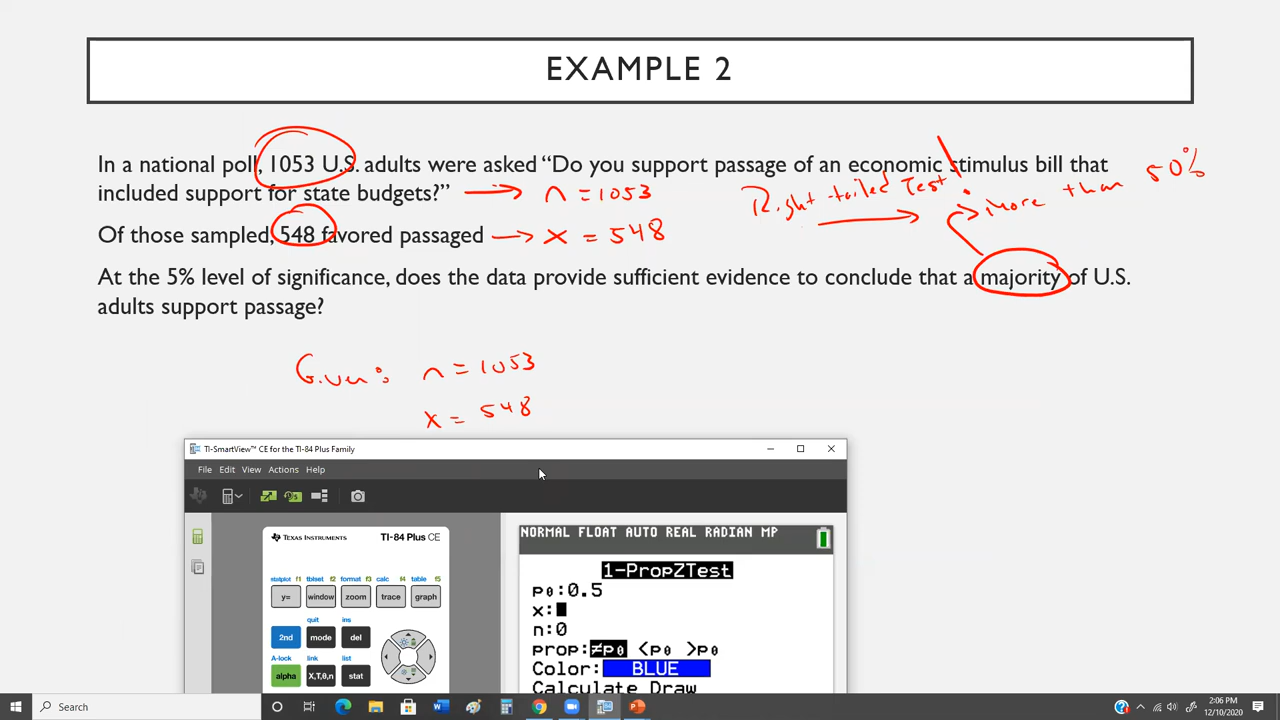 EXAMPLE 2
In a national poll, 1053 U.S. adults were asked “Do you support passage of an economic stimulus bill that
included support for state budgets?” → n = 1053
Right-tailed Test → More than 50%
Of those sampled, 548 favored passaged → x = 548
At the 5% level of significance, does the data provide sufficient evidence to conclude that a majority of U.S.
adults support passage?
Given: n = 1053
x = 548
TI-SmartView™ CE for the TI-84 Plus Family
File Edit View Actions Help
TEXAS INSTRUMENTS TI-84 Plus CE
statplot f1 tblset f2 format f3 calc f4 table f5
y= window zoom trace graph
quit ins
2nd mode del
A-lock link list
alpha X,T,θ,n stat
NORMAL FLOAT AUTO REAL RADIAN MP
1-PropZTest
p₀:0.5
x:
n:0
prop:≠p₀ <p₀ >p₀
Color: BLUE
Calculate Draw
Search
2:06 PM
12/10/2020